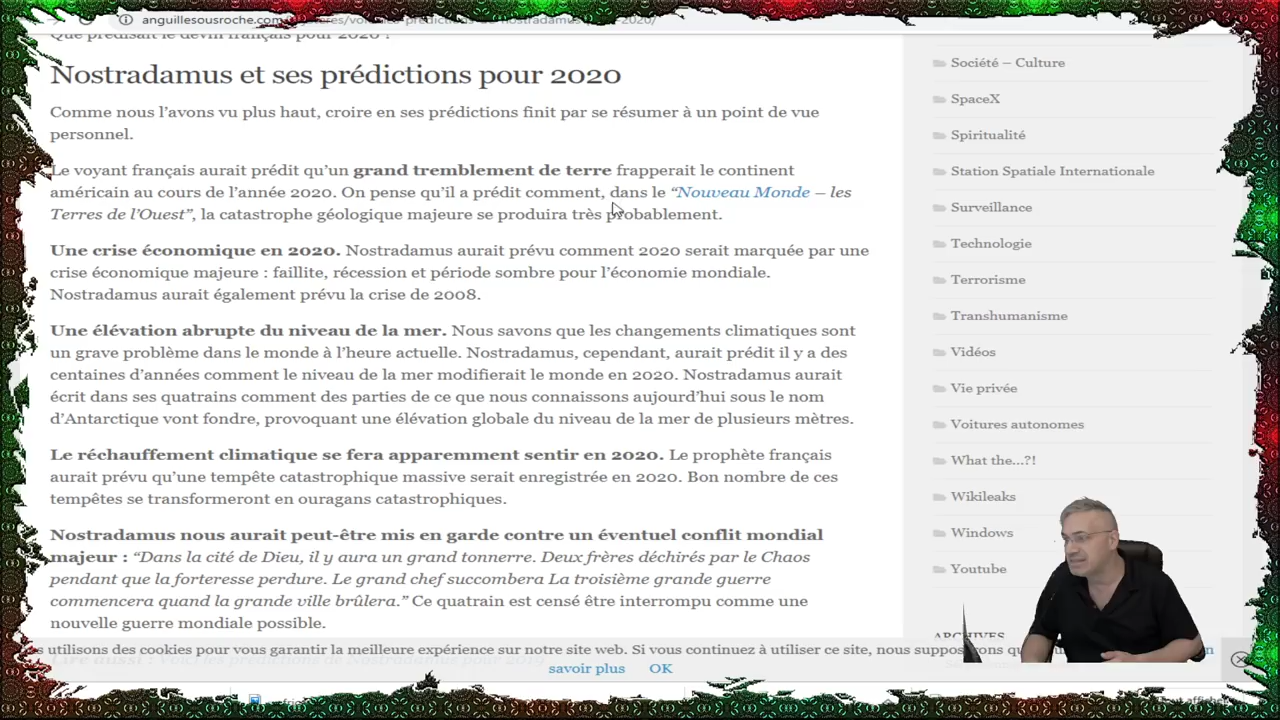 anguillesousroche.com
Que prédisait le devin français pour 2020 ?
Nostradamus et ses prédictions pour 2020
Comme nous l’avons vu plus haut, croire en ses prédictions finit par se résumer à un point de vue
personnel.
Le voyant français aurait prédit qu’un grand tremblement de terre frapperait le continent
américain au cours de l’année 2020. On pense qu’il a prédit comment, dans le “Nouveau Monde – les
Terres de l’Ouest”, la catastrophe géologique majeure se produira très probablement.
Une crise économique en 2020. Nostradamus aurait prévu comment 2020 serait marquée par une
crise économique majeure : faillite, récession et période sombre pour l’économie mondiale.
Nostradamus aurait également prévu la crise de 2008.
Une élévation abrupte du niveau de la mer. Nous savons que les changements climatiques sont
un grave problème dans le monde à l’heure actuelle. Nostradamus, cependant, aurait prédit il y a des
centaines d’années comment le niveau de la mer modifierait le monde en 2020. Nostradamus aurait
écrit dans ses quatrains comment des parties de ce que nous connaissons aujourd’hui sous le nom
d’Antarctique vont fondre, provoquant une élévation globale du niveau de la mer de plusieurs mètres.
Le réchauffement climatique se fera apparemment sentir en 2020. Le prophète français
aurait prévu qu’une tempête catastrophique massive serait enregistrée en 2020. Bon nombre de ces
tempêtes se transformeront en ouragans catastrophiques.
Nostradamus nous aurait peut-être mis en garde contre un éventuel conflit mondial
majeur : “Dans la cité de Dieu, il y aura un grand tonnerre. Deux frères déchirés par le Chaos
pendant que la forteresse perdure. Le grand chef succombera La troisième grande guerre
commencera quand la grande ville brûlera.” Ce quatrain est censé être interrompu comme une
nouvelle guerre mondiale possible.
Lire aussi : Voici les prédictions de Nostradamus pour 2019
Société – Culture
SpaceX
Spiritualité
Station Spatiale Internationale
Surveillance
Technologie
Terrorisme
Transhumanisme
Vidéos
Vie privée
Voitures autonomes
What the…?!
Wikileaks
Windows
Youtube
ARCHIVES
utilisons des cookies pour vous garantir la meilleure expérience sur notre site web. Si vous continuez à utiliser ce site, nous
savoir plus OK